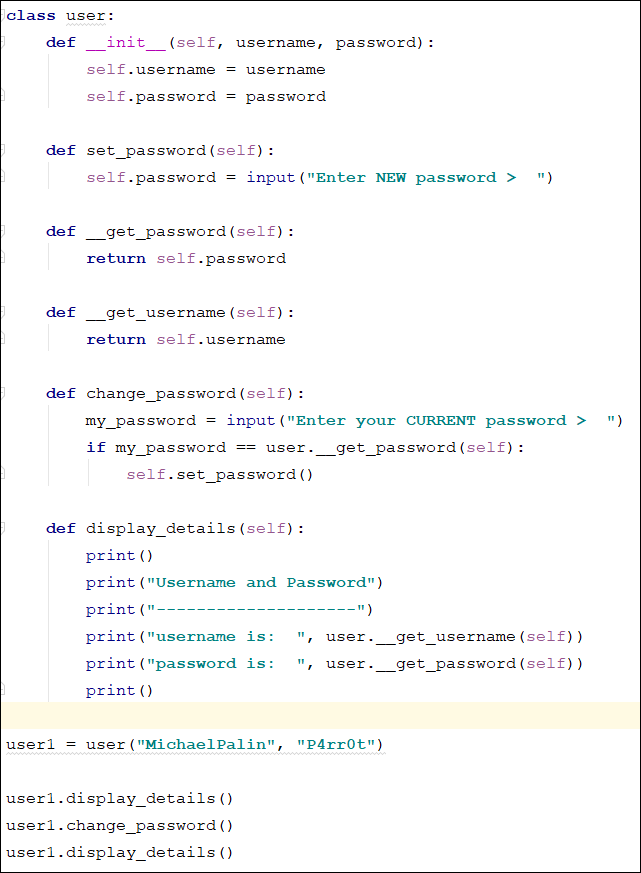 class user:
    def __init__(self, username, password):
        self.username = username
        self.password = password

    def set_password(self):
        self.password = input("Enter NEW password >  ")

    def __get_password(self):
        return self.password

    def __get_username(self):
        return self.username

    def change_password(self):
        my_password = input("Enter your CURRENT password >  ")
        if my_password == user.__get_password(self):
            self.set_password()

    def display_details(self):
        print()
        print("Username and Password")
        print("--------------------")
        print("username is:  ", user.__get_username(self))
        print("password is:  ", user.__get_password(self))
        print()

user1 = user("MichaelPalin", "P4rr0t")

user1.display_details()
user1.change_password()
user1.display_details()